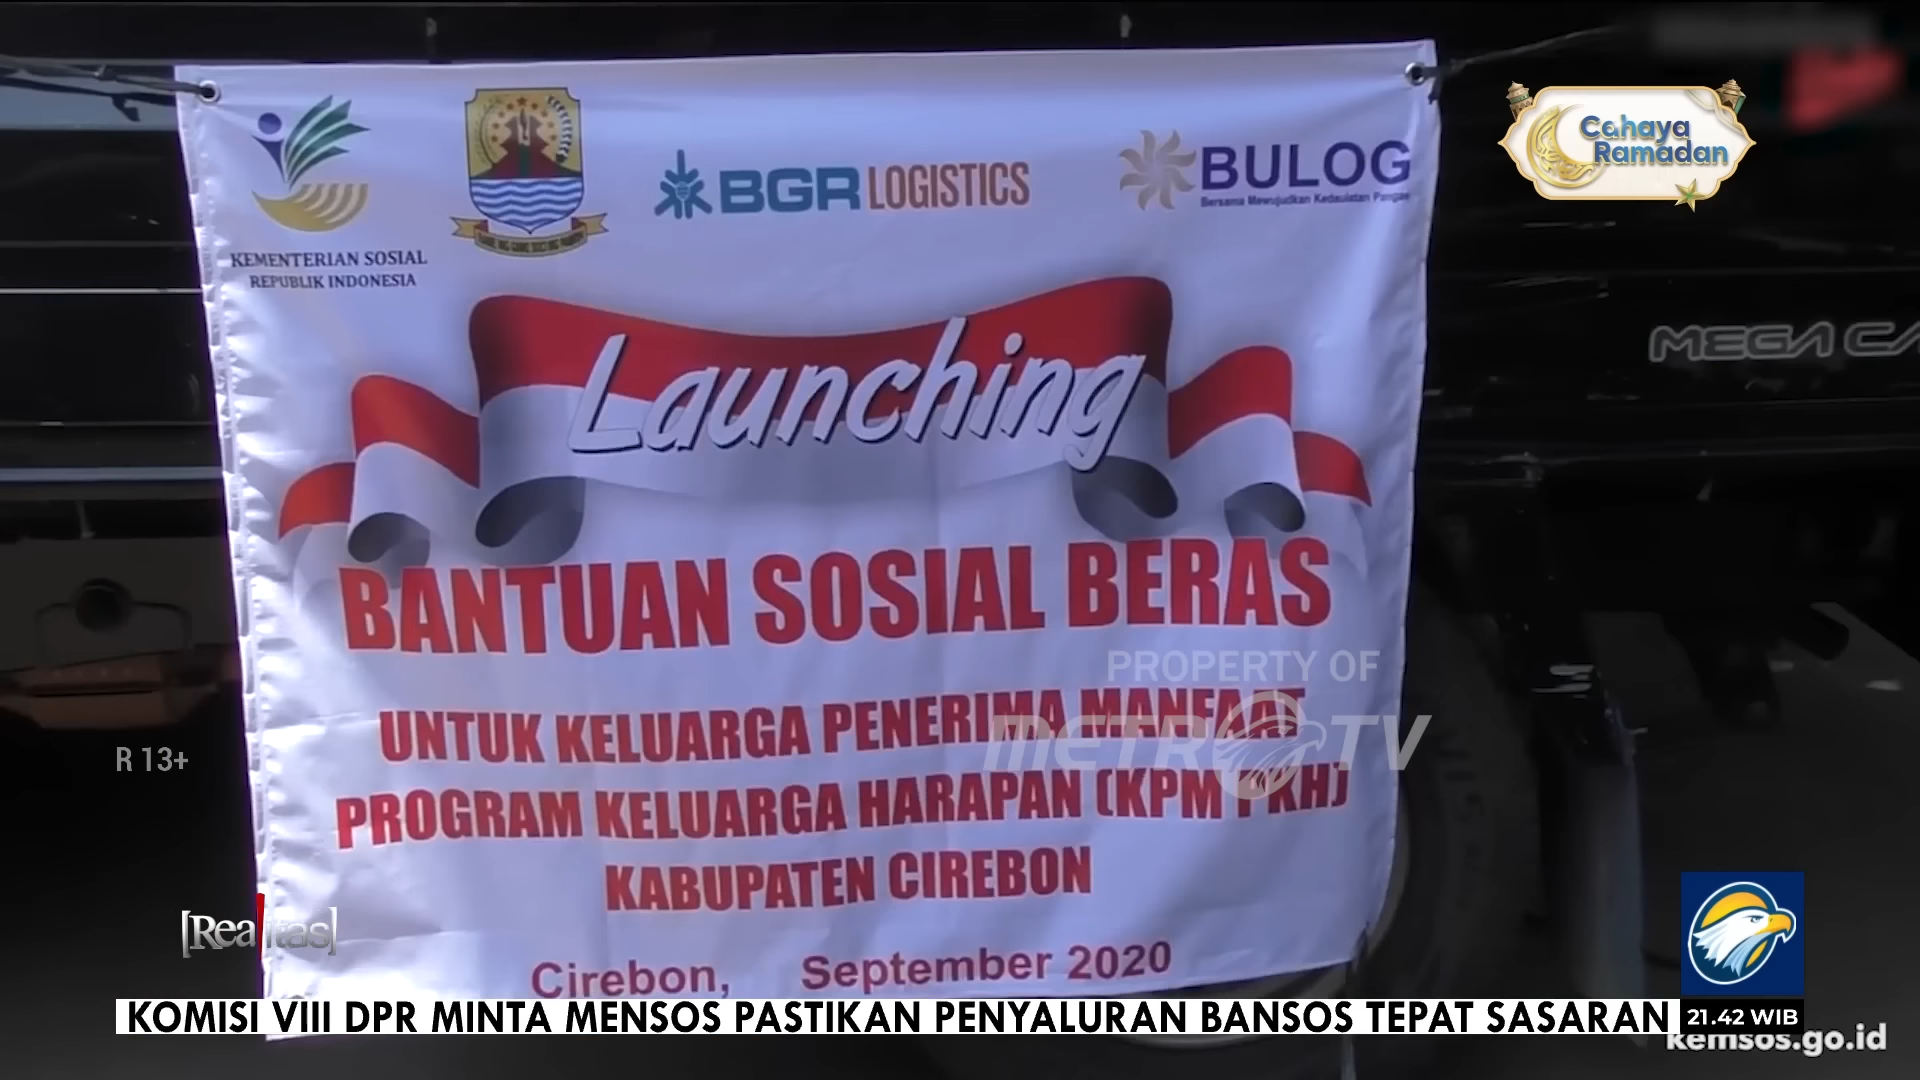 Cahaya
Ramadan
KEMENTERIAN SOSIAL
REPUBLIK INDONESIA
BGR LOGISTICS
BULOG
Bersama Mewujudkan Kedaulatan Pangan
MEGA CA
Launching
BANTUAN SOSIAL BERAS
PROPERTY OF
METRO TV
UNTUK KELUARGA PENERIMA MANFAAT
PROGRAM KELUARGA HARAPAN (KPM PKH)
KABUPATEN CIREBON
Cirebon, September 2020
R 13+
[Realitas]
KOMISI VIII DPR MINTA MENSOS PASTIKAN PENYALURAN BANSOS TEPAT SASARAN
21.42 WIB
kemsos.go.id